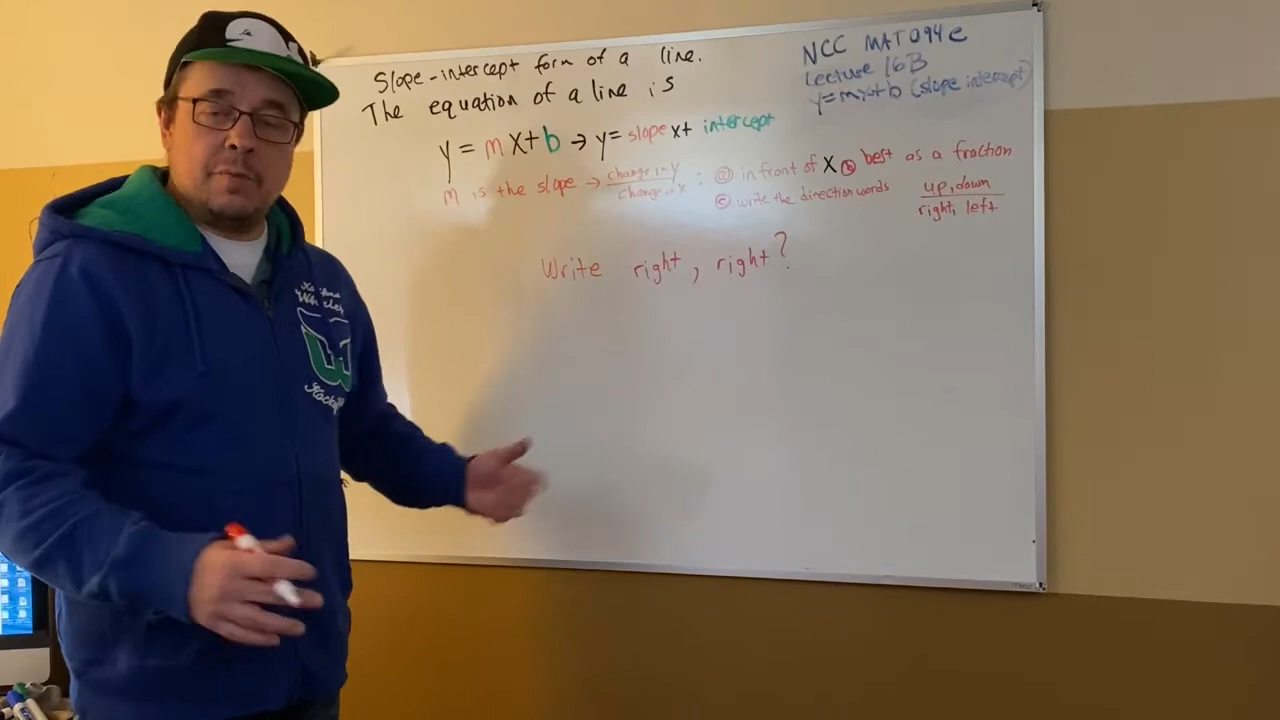 Slope-intercept form of a line.
The equation of a line is
NCC MAT094e
Lecture 16B
y=mx+b (slope intercept)
y = mx+b → y= slope x+ intercept
m is the slope → change in y / change in x : ⓐ in front of x ⓑ best as a fraction
ⓒ write the direction words up, down / right, left
Write right, right?
W
Hockey